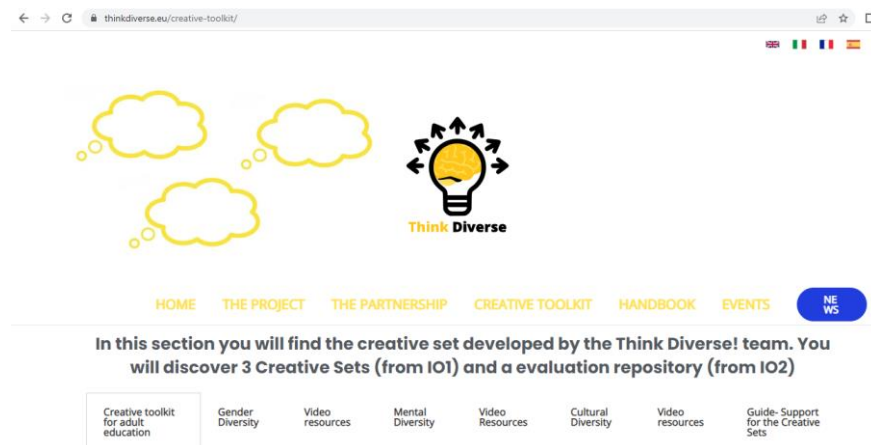 thinkdiverse.eu/creative-toolkit/
Think Diverse
HOME THE PROJECT THE PARTNERSHIP CREATIVE TOOLKIT HANDBOOK EVENTS NE
WS
In this section you will find the creative set developed by the Think Diverse! team. You
will discover 3 Creative Sets (from IO1) and a evaluation repository (from IO2)
Creative toolkit
for adult
education
Gender
Diversity
Video
resources
Mental
Diversity
Video
Resources
Cultural
Diversity
Video
resources
Guide- Support
for the Creative
Sets